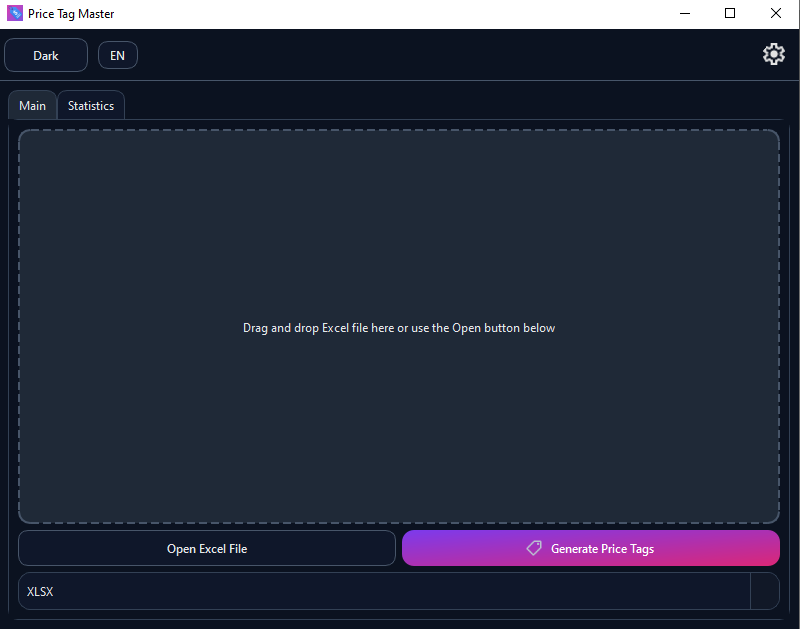 Price Tag Master
Dark
EN
Main
Statistics
Drag and drop Excel file here or use the Open button below
Open Excel File
Generate Price Tags
XLSX